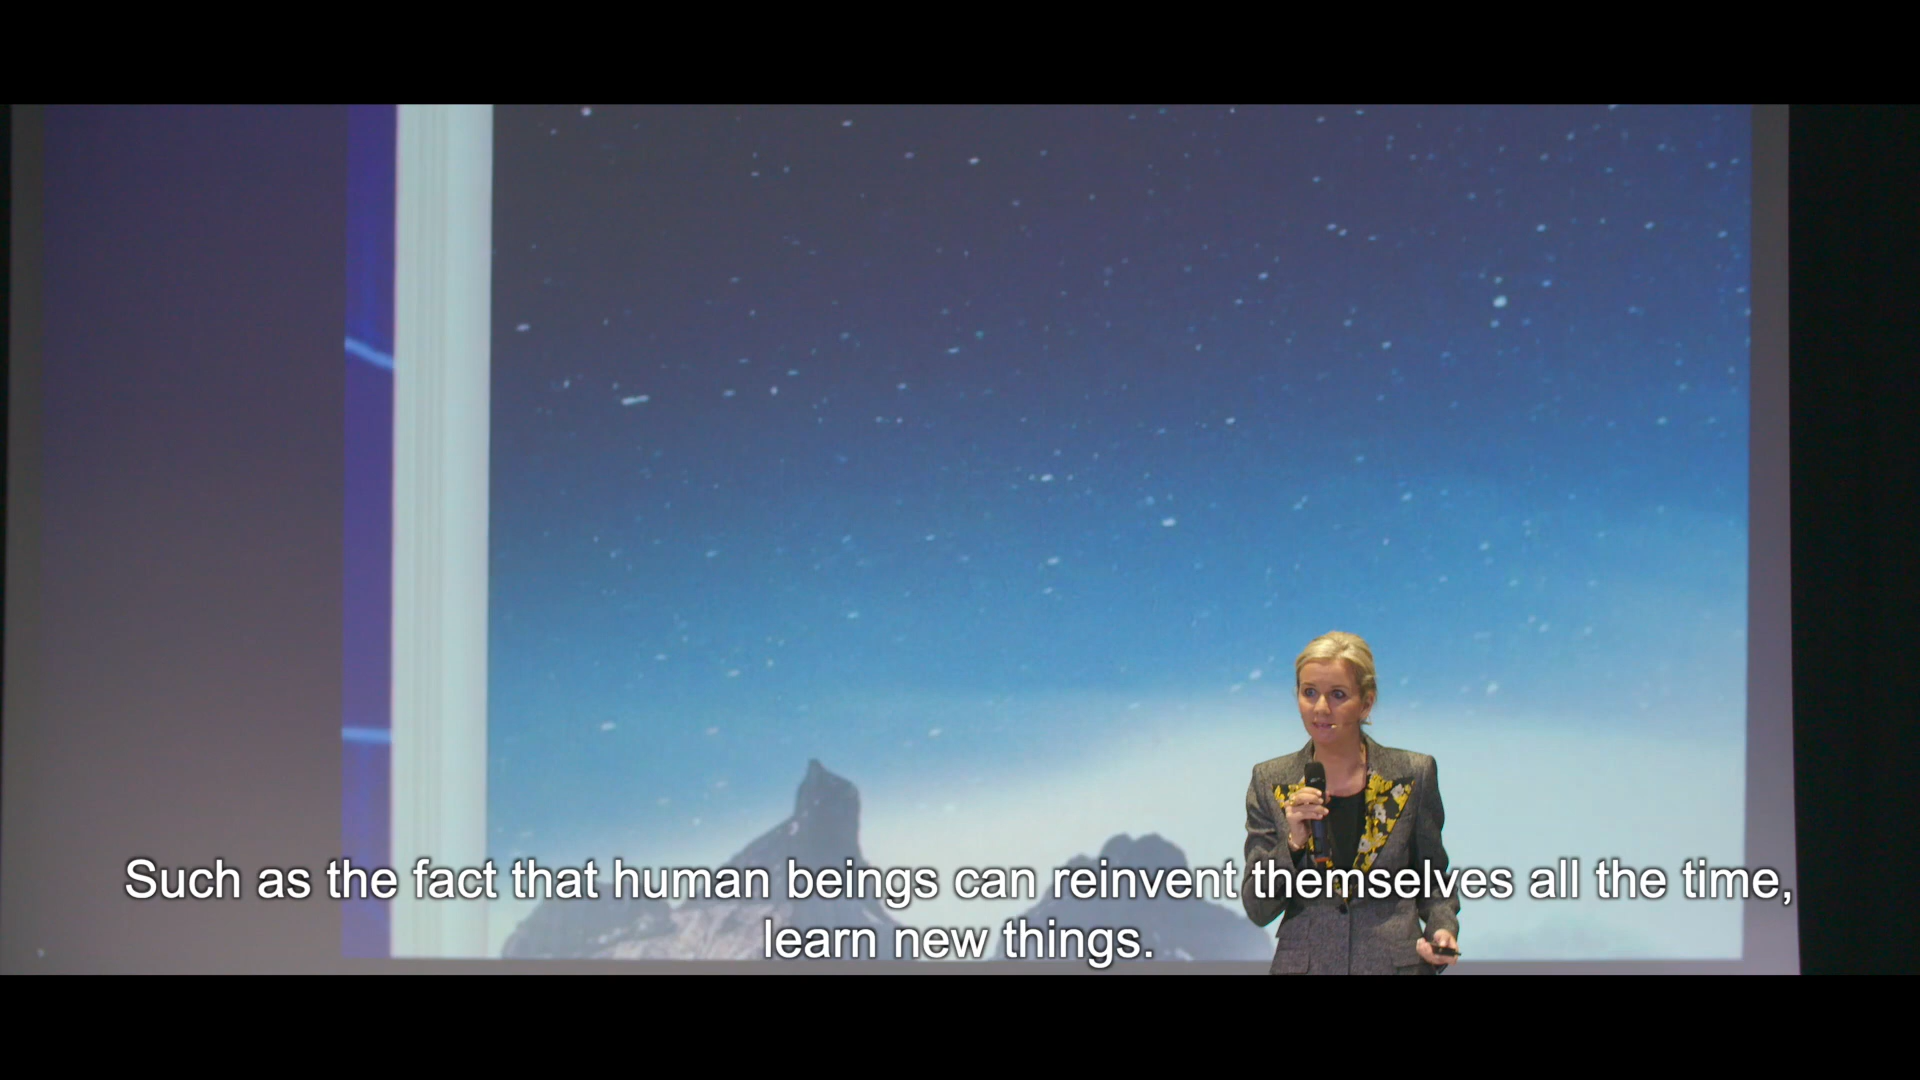 Such as the fact that human beings can reinvent themselves all the time,
learn new things.